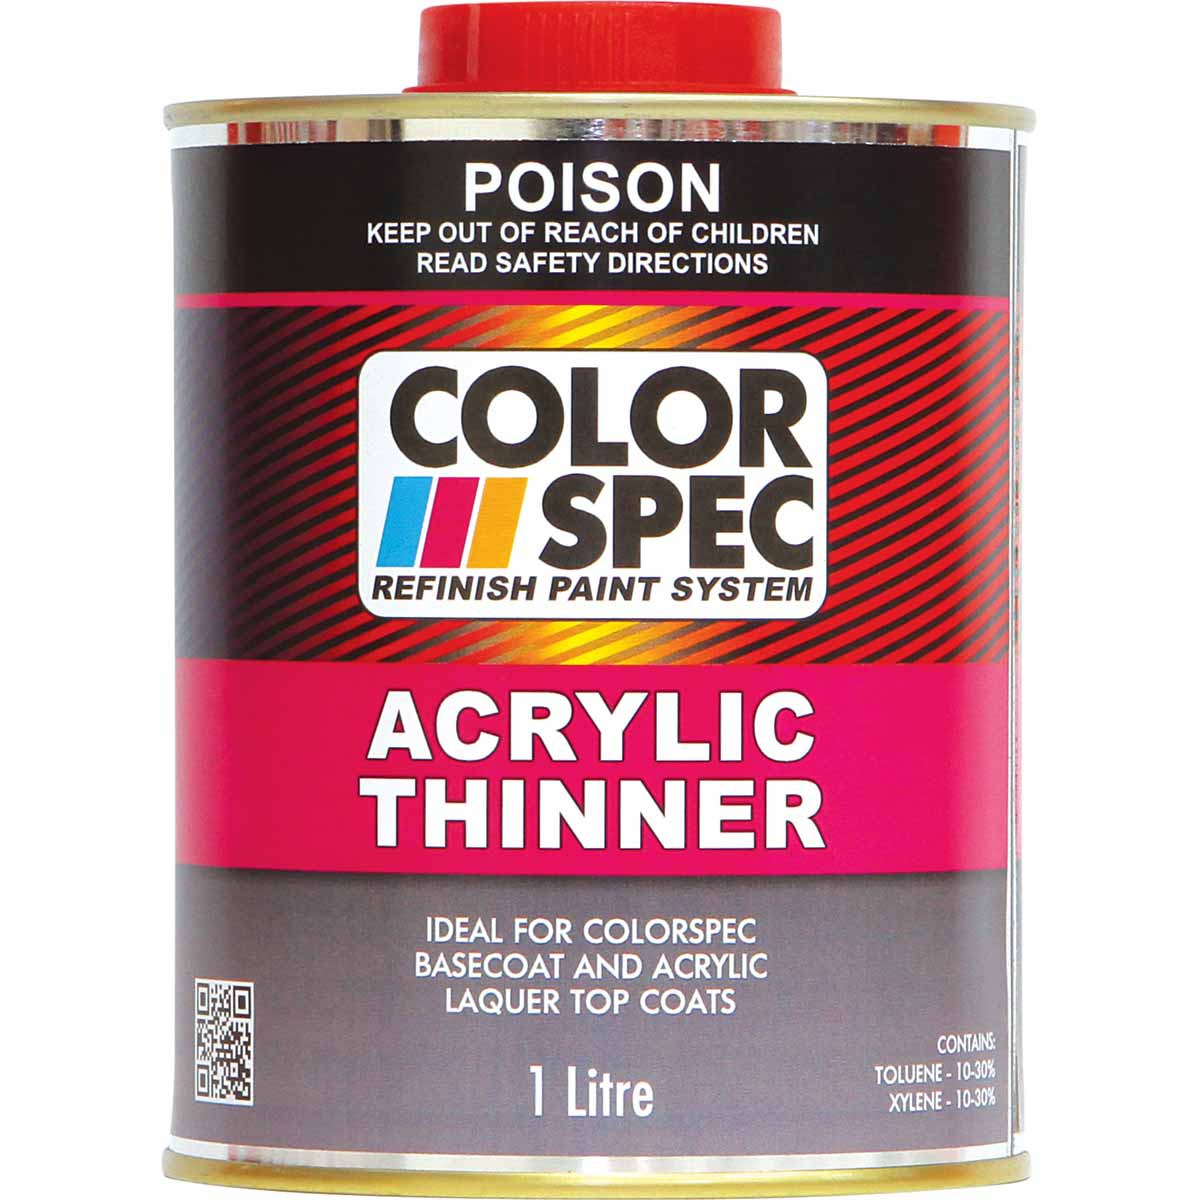 POISON
KEEP OUT OF REACH OF CHILDREN
READ SAFETY DIRECTIONS
COLOR
SPEC
REFINISH PAINT SYSTEM
ACRYLIC
THINNER
IDEAL FOR COLORSPEC
BASECOAT AND ACRYLIC
LAQUER TOP COATS
1 Litre
CONTAINS:
TOLUENE - 10-30%
XYLENE - 10-30%